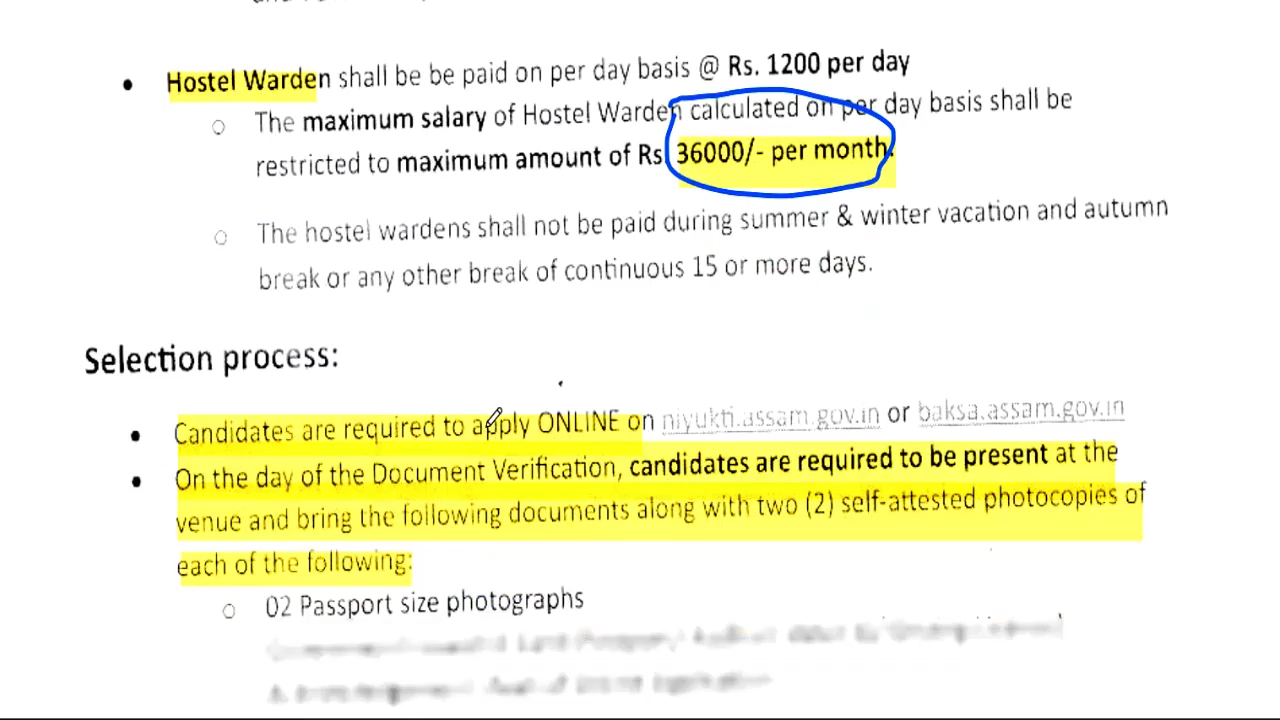 Hostel Warden shall be be paid on per day basis @ Rs. 1200 per day
The maximum salary of Hostel Warden calculated on per day basis shall be
restricted to maximum amount of Rs 36000/- per month.
The hostel wardens shall not be paid during summer & winter vacation and autumn
break or any other break of continuous 15 or more days.
Selection process:
Candidates are required to apply ONLINE on niyukti.assam.gov.in or baksa.assam.gov.in
On the day of the Document Verification, candidates are required to be present at the
venue and bring the following documents along with two (2) self-attested photocopies of
each of the following:
02 Passport size photographs